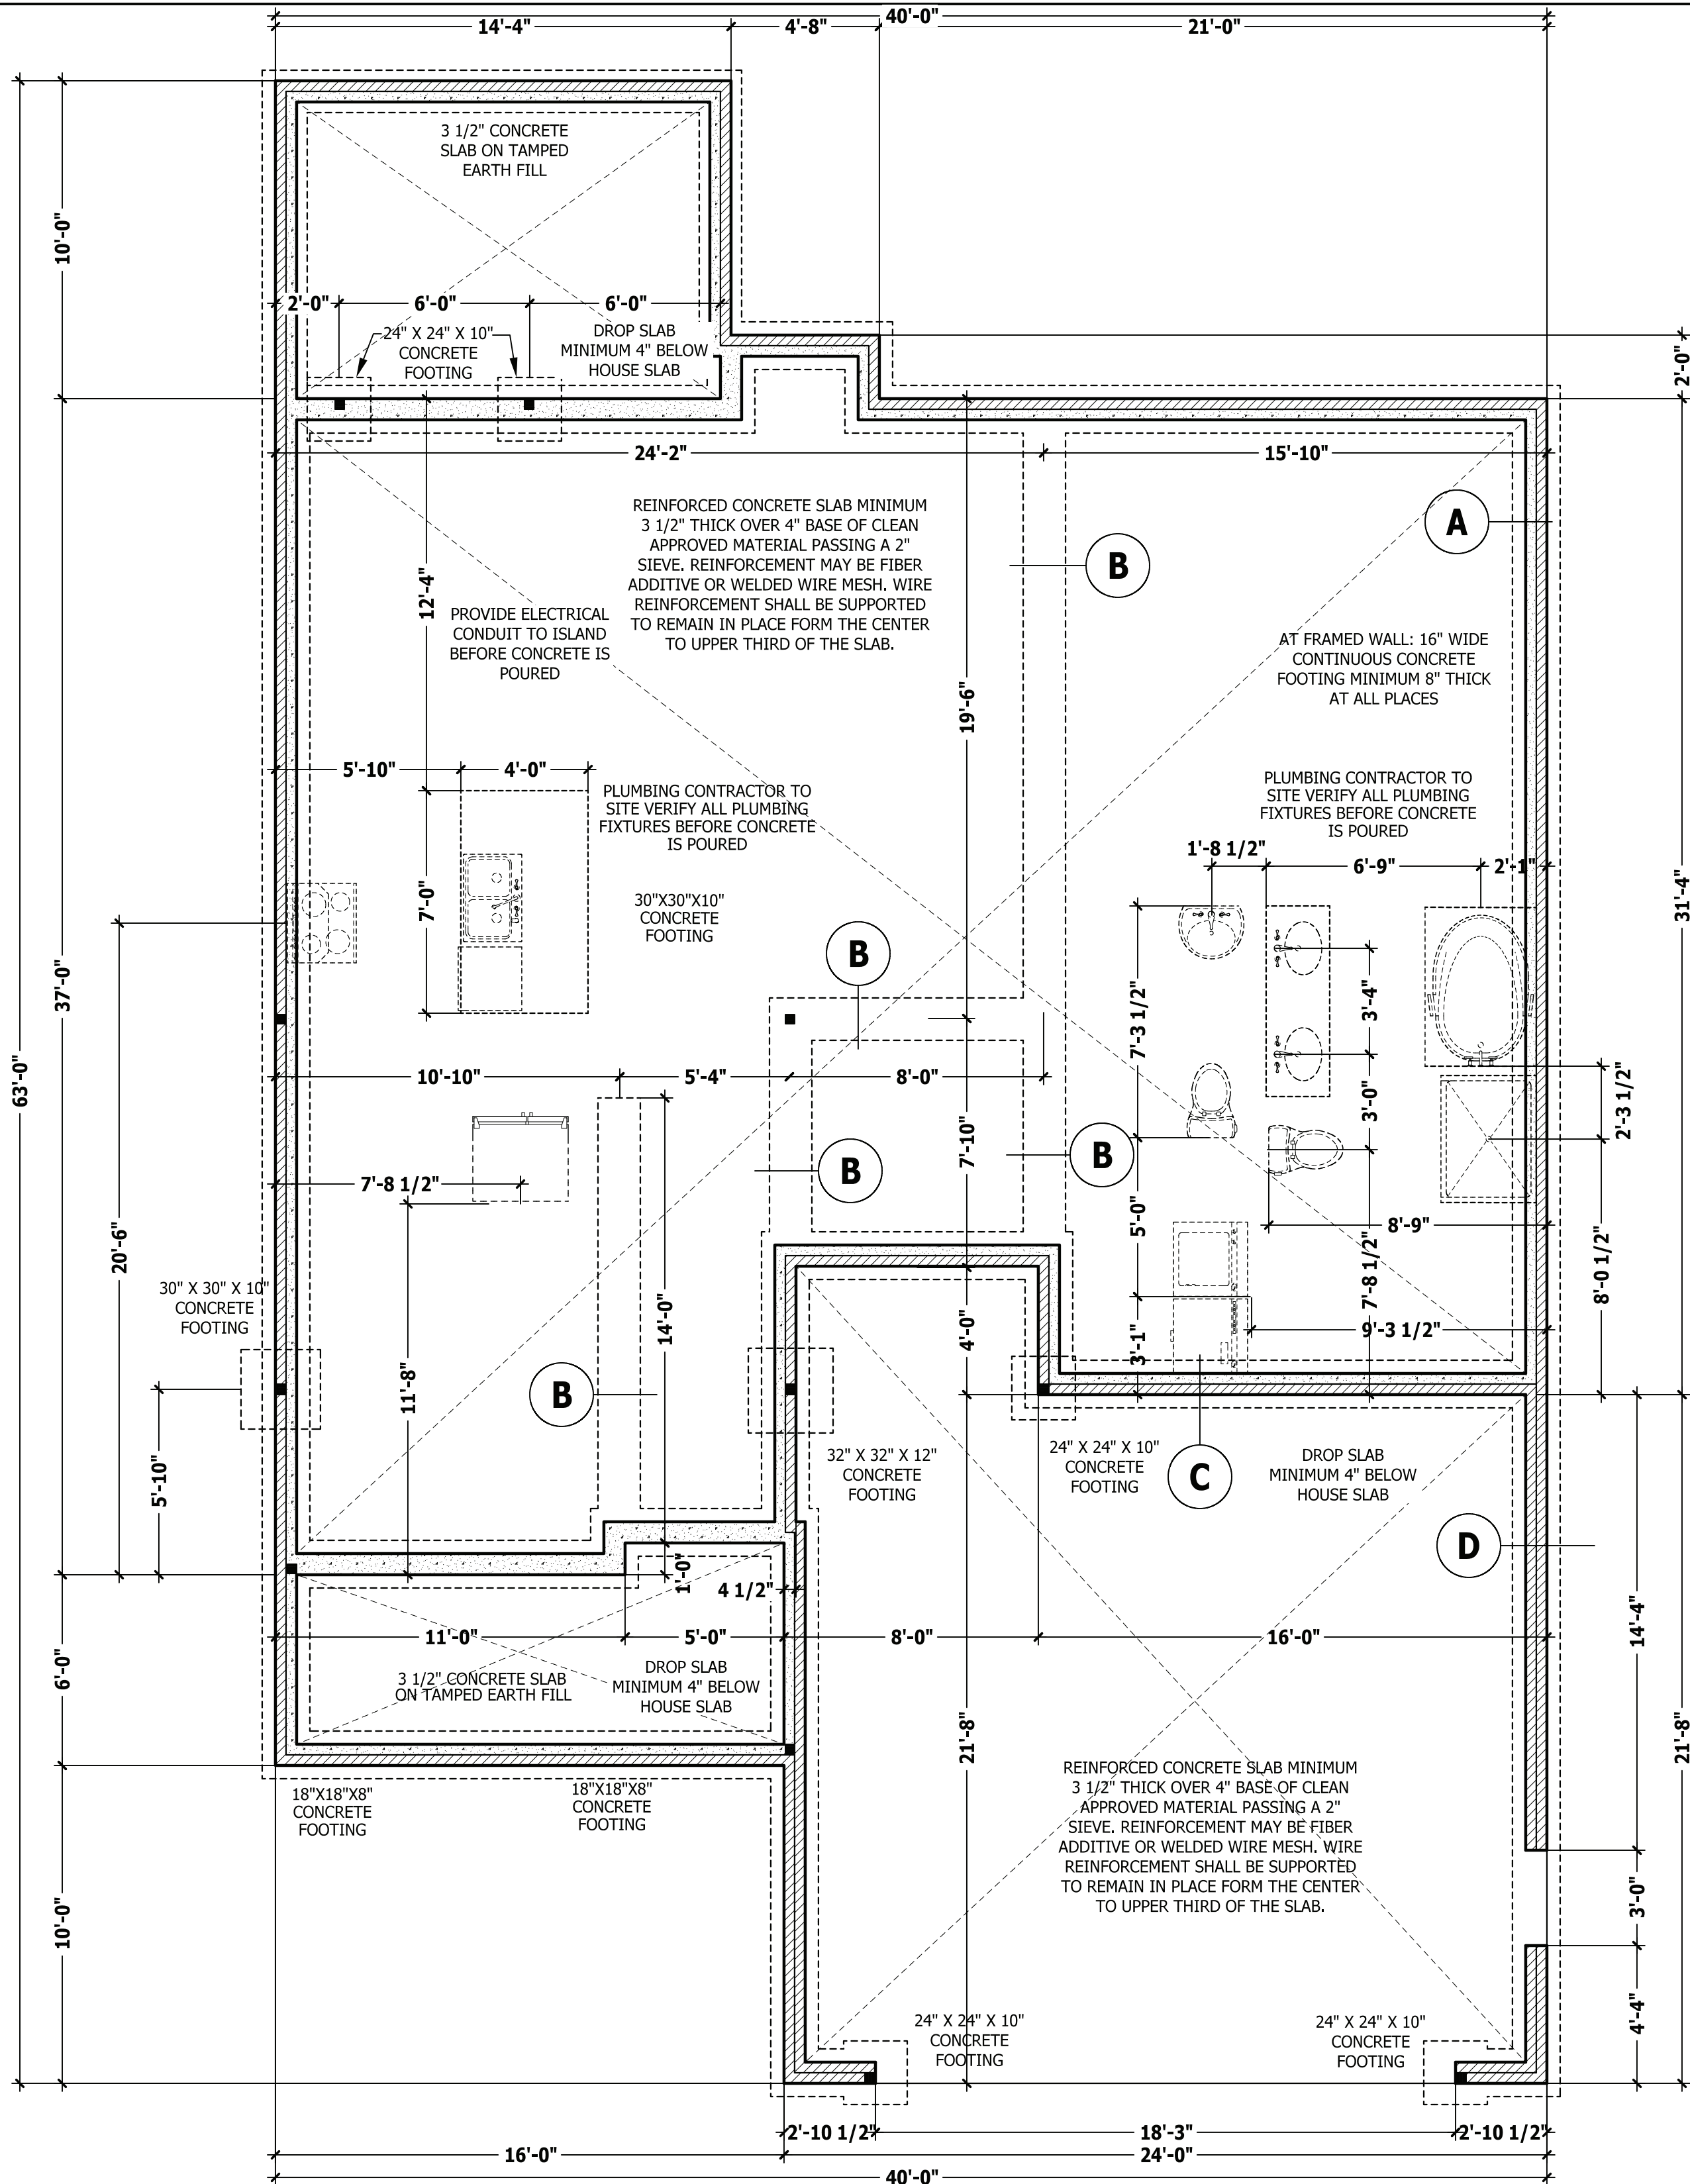 40'-0"
14'-4"
4'-8"
21'-0"
3 1/2" CONCRETE
SLAB ON TAMPED
EARTH FILL
10'-0"
2'-0"
6'-0"
6'-0"
24" X 24" X 10"
CONCRETE
FOOTING
DROP SLAB
MINIMUM 4" BELOW
HOUSE SLAB
2'-0"
24'-2"
15'-10"
REINFORCED CONCRETE SLAB MINIMUM
3 1/2" THICK OVER 4" BASE OF CLEAN
APPROVED MATERIAL PASSING A 2"
SIEVE. REINFORCEMENT MAY BE FIBER
ADDITIVE OR WELDED WIRE MESH. WIRE
REINFORCEMENT SHALL BE SUPPORTED
TO REMAIN IN PLACE FORM THE CENTER
TO UPPER THIRD OF THE SLAB.
A
B
12'-4"
PROVIDE ELECTRICAL
CONDUIT TO ISLAND
BEFORE CONCRETE IS
POURED
19'-6"
AT FRAMED WALL: 16" WIDE
CONTINUOUS CONCRETE
FOOTING MINIMUM 8" THICK
AT ALL PLACES
5'-10"
4'-0"
PLUMBING CONTRACTOR TO
SITE VERIFY ALL PLUMBING
FIXTURES BEFORE CONCRETE
IS POURED
PLUMBING CONTRACTOR TO
SITE VERIFY ALL PLUMBING
FIXTURES BEFORE CONCRETE
IS POURED
1'-8 1/2"
6'-9"
2'-1"
31'-4"
7'-0"
30"X30"X10"
CONCRETE
FOOTING
B
37'-0"
63'-0"
7'-3 1/2"
3'-4"
10'-10"
5'-4"
8'-0"
3'-0"
2'-3 1/2"
7'-10"
B
B
7'-8 1/2"
20'-6"
5'-0"
8'-9"
7'-8 1/2"
8'-0 1/2"
30" X 30" X 10"
CONCRETE
FOOTING
14'-0"
4'-0"
3'-1"
9'-3 1/2"
11'-8"
B
5'-10"
32" X 32" X 12"
CONCRETE
FOOTING
24" X 24" X 10"
CONCRETE
FOOTING
C
DROP SLAB
MINIMUM 4" BELOW
HOUSE SLAB
D
1'-0"
4 1/2"
11'-0"
5'-0"
8'-0"
16'-0"
14'-4"
6'-0"
3 1/2" CONCRETE SLAB
ON TAMPED EARTH FILL
DROP SLAB
MINIMUM 4" BELOW
HOUSE SLAB
21'-8"
21'-8"
REINFORCED CONCRETE SLAB MINIMUM
3 1/2" THICK OVER 4" BASE OF CLEAN
APPROVED MATERIAL PASSING A 2"
SIEVE. REINFORCEMENT MAY BE FIBER
ADDITIVE OR WELDED WIRE MESH. WIRE
REINFORCEMENT SHALL BE SUPPORTED
TO REMAIN IN PLACE FORM THE CENTER
TO UPPER THIRD OF THE SLAB.
18"X18"X8"
CONCRETE
FOOTING
18"X18"X8"
CONCRETE
FOOTING
10'-0"
3'-0"
4'-4"
24" X 24" X 10"
CONCRETE
FOOTING
24" X 24" X 10"
CONCRETE
FOOTING
2'-10 1/2"
18'-3"
2'-10 1/2"
16'-0"
24'-0"
40'-0"